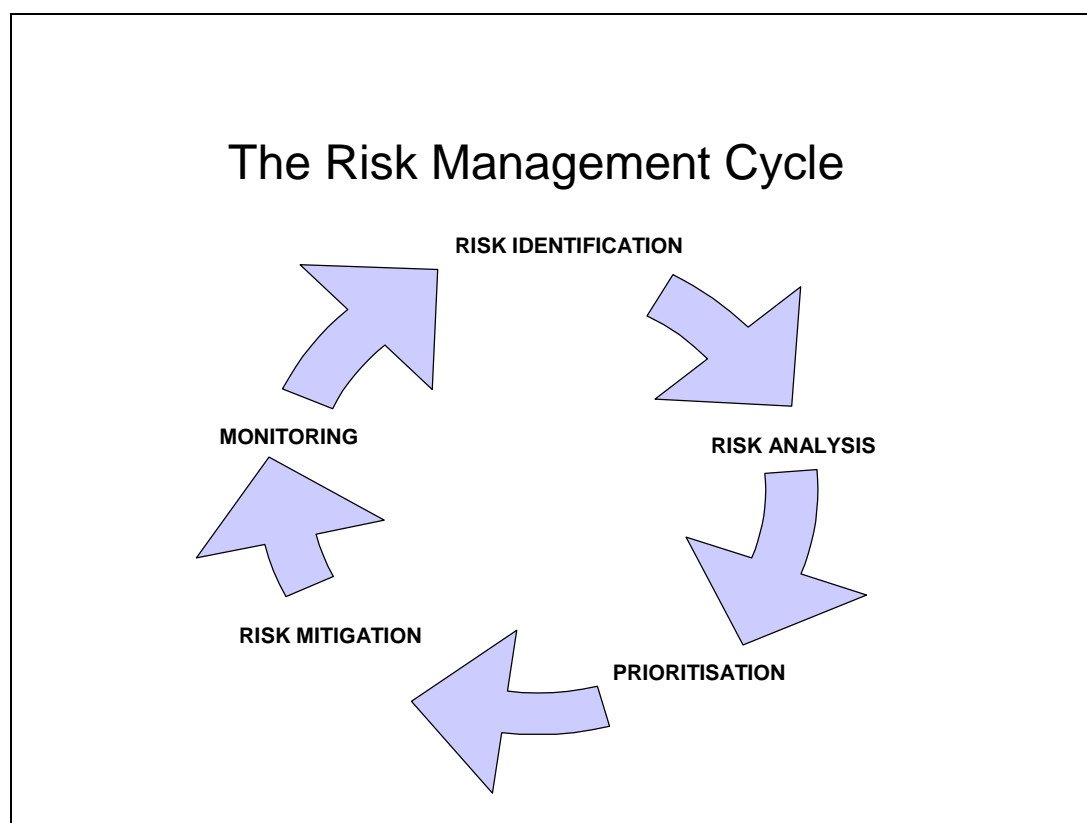 The Risk Management Cycle
RISK IDENTIFICATION
RISK ANALYSIS
PRIORITISATION
RISK MITIGATION
MONITORING